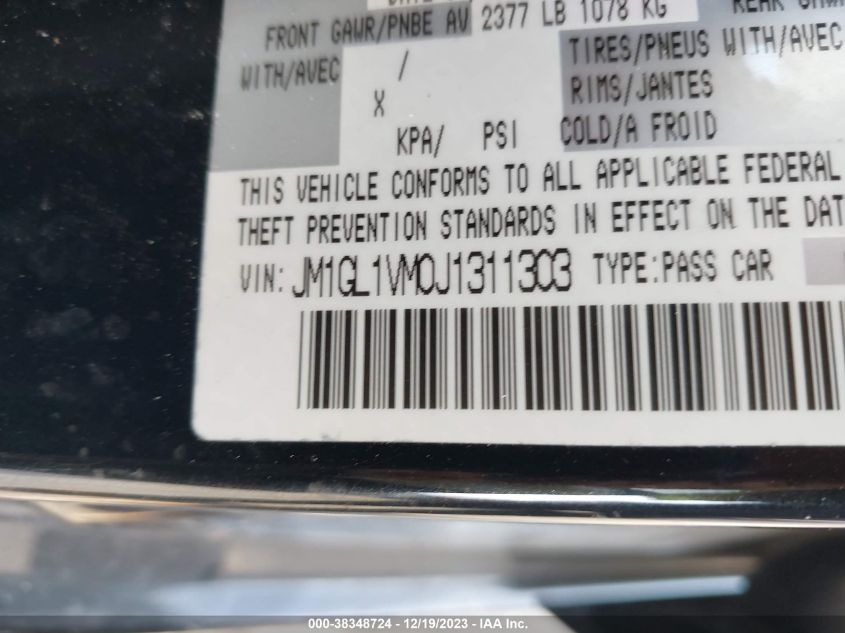 FRONT GAWR/PNBE AV 2377 LB 1078 KG
WITH/AVEC /
X
KPA/ PSI
TIRES/PNEUS WITH/AVEC
RIMS/JANTES
COLD/A FROID
THIS VEHICLE CONFORMS TO ALL APPLICABLE FEDERAL
THEFT PREVENTION STANDARDS IN EFFECT ON THE DAT
VIN: JM1GL1VM0J1311303 TYPE:PASS CAR
000-38348724 - 12/19/2023 - IAA Inc.